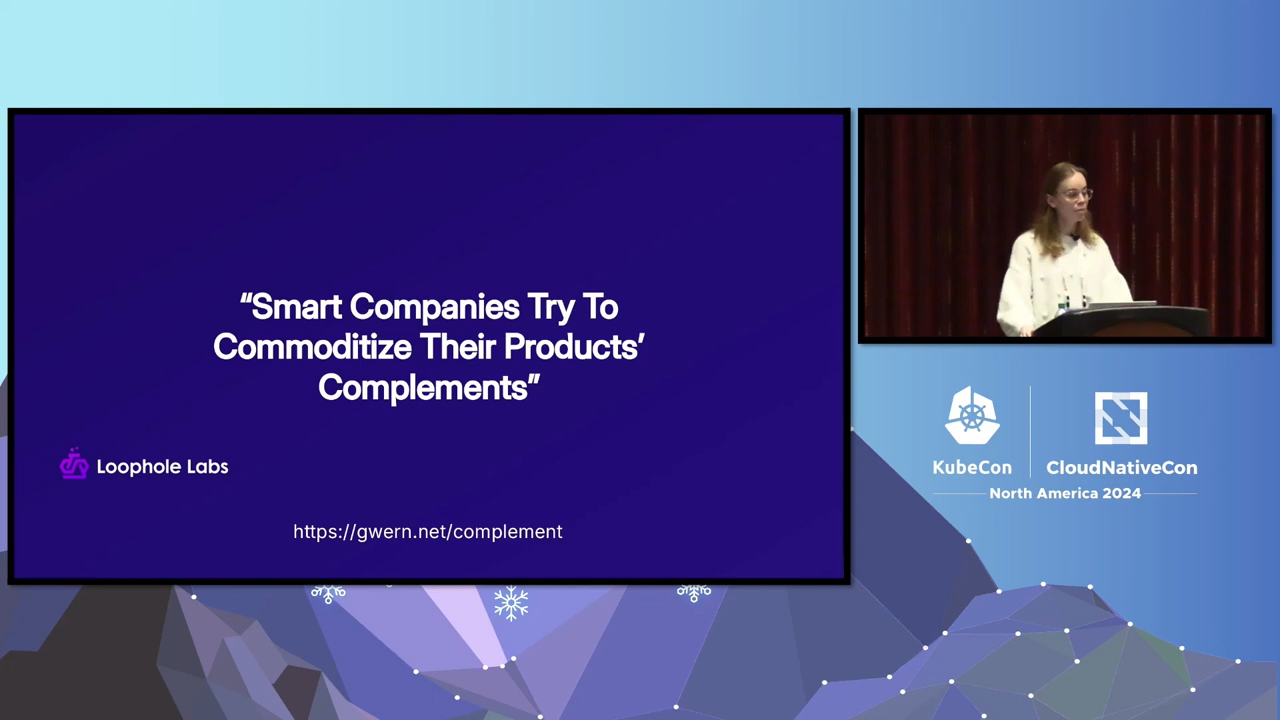 “Smart Companies Try To
Commoditize Their Products’
Complements”
Loophole Labs
https://gwern.net/complement
KubeCon
CloudNativeCon
North America 2024